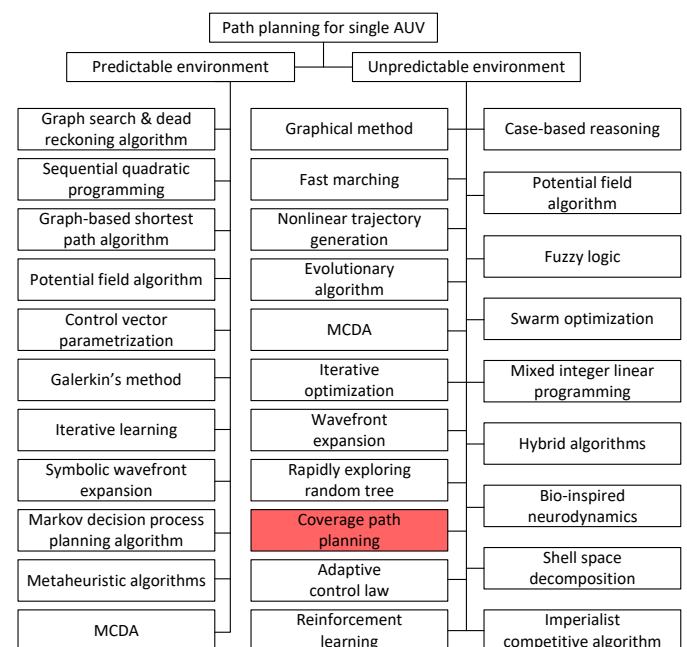 Path planning for single AUV
Predictable environment
Unpredictable environment
Graph search & dead
reckoning algorithm
Sequential quadratic
programming
Graph-based shortest
path algorithm
Potential field algorithm
Control vector
parametrization
Galerkin's method
Iterative learning
Symbolic wavefront
expansion
Markov decision process
planning algorithm
Metaheuristic algorithms
MCDA
Graphical method
Fast marching
Nonlinear trajectory
generation
Evolutionary
algorithm
MCDA
Iterative
optimization
Wavefront
expansion
Rapidly exploring
random tree
Coverage path
planning
Adaptive
control law
Reinforcement
learning
Case-based reasoning
Potential field
algorithm
Fuzzy logic
Swarm optimization
Mixed integer linear
programming
Hybrid algorithms
Bio-inspired
neurodynamics
Shell space
decomposition
Imperialist
competitive algorithm